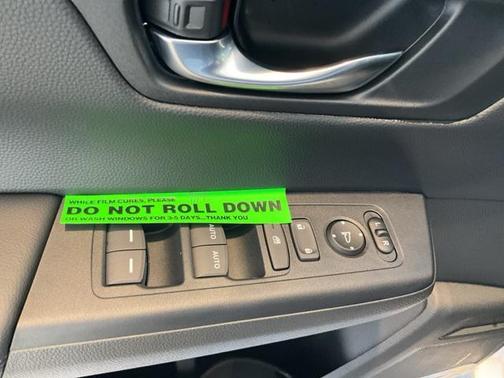 WHILE FILM CURES, PLEASE
DO NOT ROLL DOWN
OR WASH WINDOWS FOR 3-5 DAYS...THANK YOU
AUTO AUTO
L
R